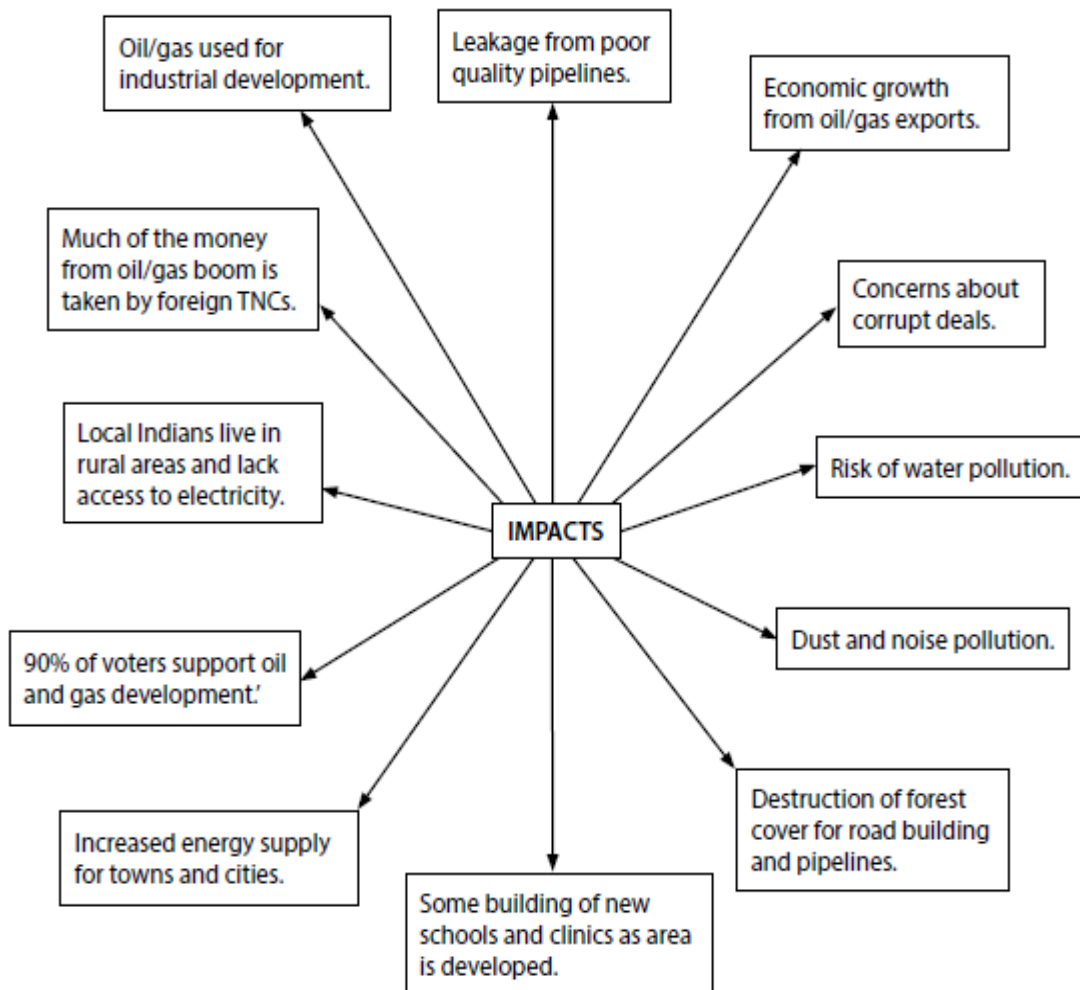 Oil/gas used for
industrial development.
Leakage from poor
quality pipelines.
Economic growth
from oil/gas exports.
Much of the money
from oil/gas boom is
taken by foreign TNCs.
Concerns about
corrupt deals.
Local Indians live in
rural areas and lack
access to electricity.
Risk of water pollution.
IMPACTS
90% of voters support oil
and gas development.’
Dust and noise pollution.
Increased energy supply
for towns and cities.
Destruction of forest
cover for road building
and pipelines.
Some building of new
schools and clinics as area
is developed.